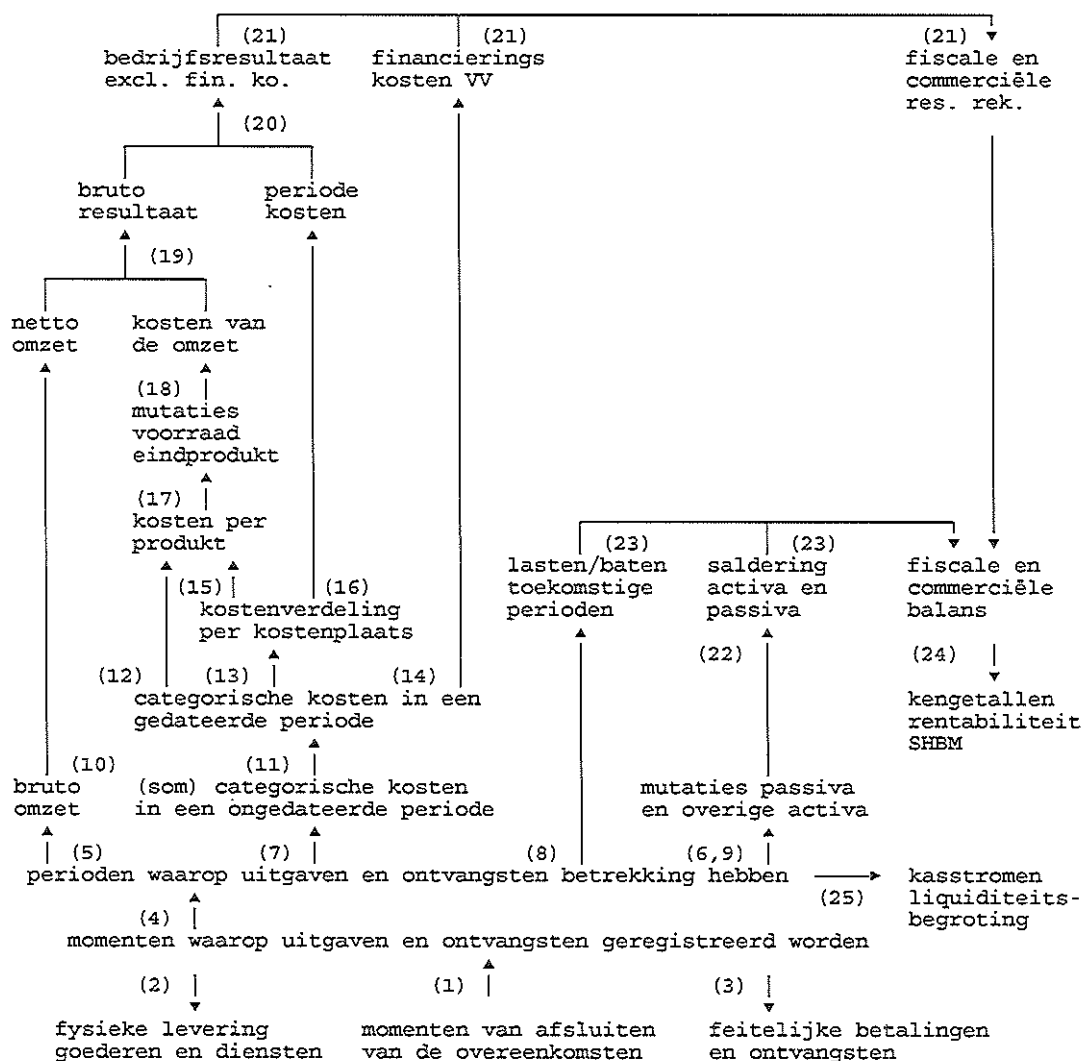 (21) (21) (21)
bedrijfsresultaat financierings fiscale en
excl. fin. ko. kosten VV commerciële
res. rek.
(20)
bruto periode
resultaat kosten
(19)
netto kosten van
omzet de omzet
(18)
mutaties
voorraad
eindprodukt
(17)
kosten per
produkt
(23) (23)
lasten/baten saldering fiscale en
toekomstige activa en commerciële
perioden passiva balans
(15) (16)
kostenverdeling
per kostenplaats
(22) (24)
(12) (13) (14)
categorische kosten in een
gedateerde periode
kengetallen
rentabiliteit
SHBM
(10) (11)
bruto (som) categorische kosten
omzet in een ongedateerde periode
mutaties passiva
en overige activa
(5) (7) (8) (6,9)
perioden waarop uitgaven en ontvangsten betrekking hebben
(25)
kasstromen
liquiditeits-
begroting
(4)
momenten waarop uitgaven en ontvangsten geregistreerd worden
(2) (1) (3)
fysieke levering momenten van afsluiten feitelijke betalingen
goederen en diensten van de overeenkomsten en ontvangsten